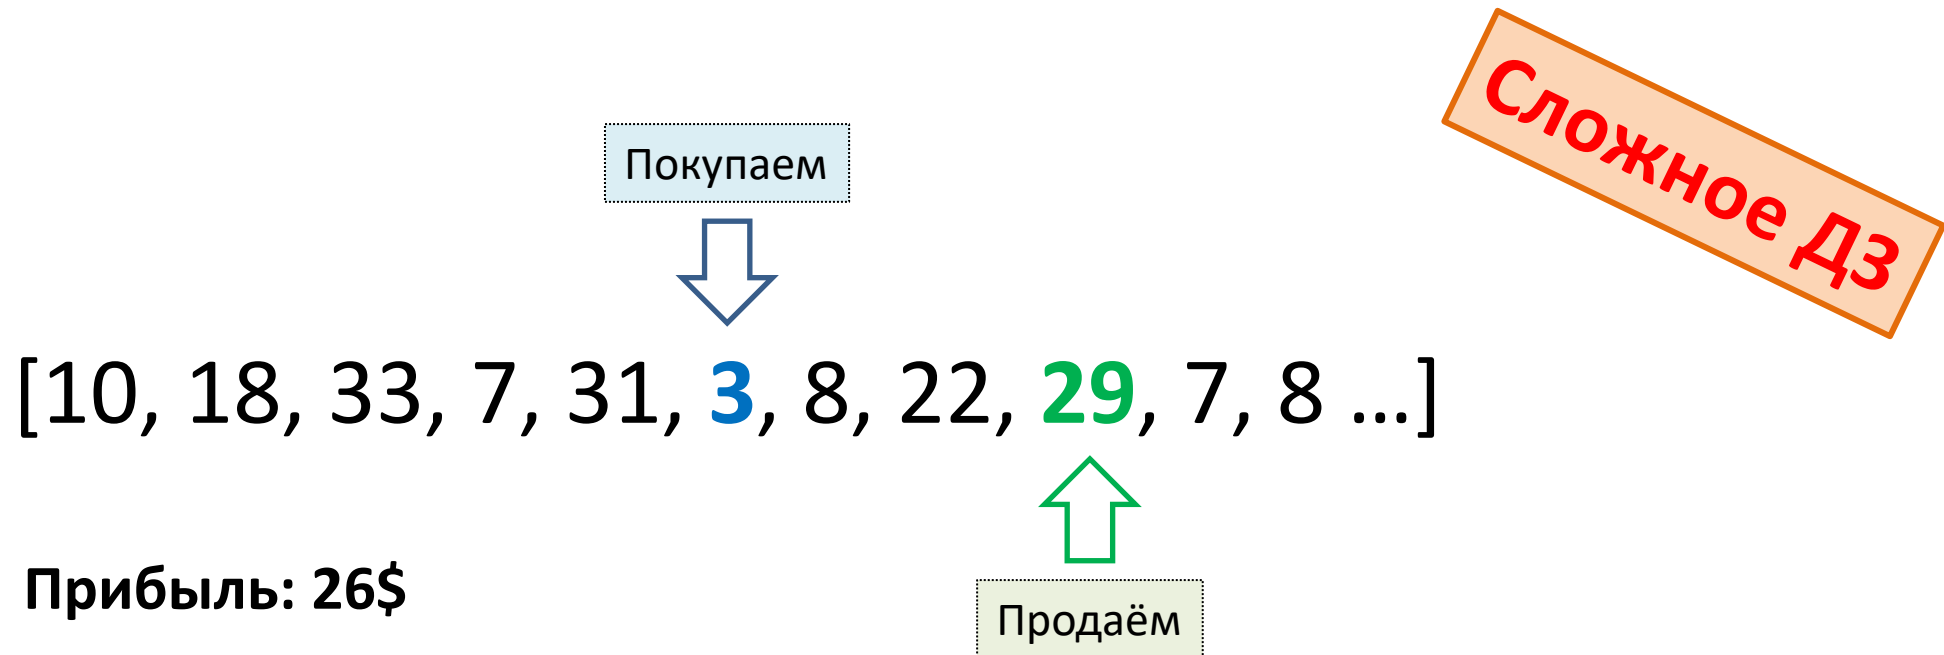 Сложное ДЗ
Покупаем
[10, 18, 33, 7, 31, 3, 8, 22, 29, 7, 8 ...]
Прибыль: 26$
Продаём